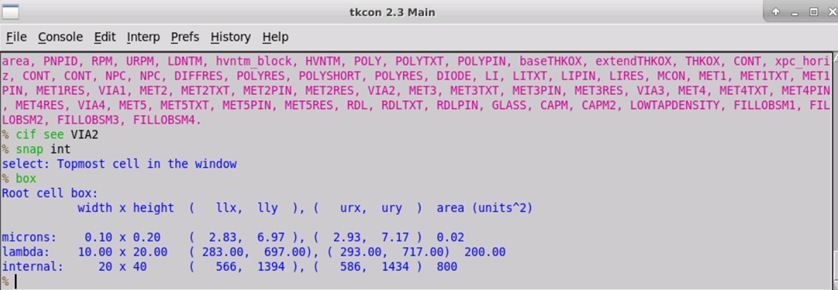 tkcon 2.3 Main
File Console Edit Interp Prefs History Help
area, PNPID, RPM, URPM, LDNTM, hvntm_block, HVNTM, POLY, POLYTXT, POLYPIN, baseTHKOX, extendTHKOX, THKOX, CONT, xpc_hori
z, CONT, CONT, NPC, NPC, DIFFRES, POLYRES, POLYSHORT, POLYRES, DIODE, LI, LITXT, LIPIN, LIRES, MCON, MET1, MET1TXT, MET1
PIN, MET1RES, VIA1, MET2, MET2TXT, MET2PIN, MET2RES, VIA2, MET3, MET3TXT, MET3PIN, MET3RES, VIA3, MET4, MET4TXT, MET4PIN
, MET4RES, VIA4, MET5, MET5TXT, MET5PIN, MET5RES, RDL, RDLTXT, RDLPIN, GLASS, CAPM, CAPM2, LOWTAPDENSITY, FILLOBSM1, FIL
LOBSM2, FILLOBSM3, FILLOBSM4.
% cif see VIA2
% snap int
select: Topmost cell in the window
% box
Root cell box:
width x height ( llx, lly ), ( urx, ury ) area (units^2)
microns: 0.10 x 0.20 ( 2.83, 6.97 ), ( 2.93, 7.17 ) 0.02
lambda: 10.00 x 20.00 ( 283.00, 697.00), ( 293.00, 717.00) 200.00
internal: 20 x 40 ( 566, 1394 ), ( 586, 1434 ) 800
%